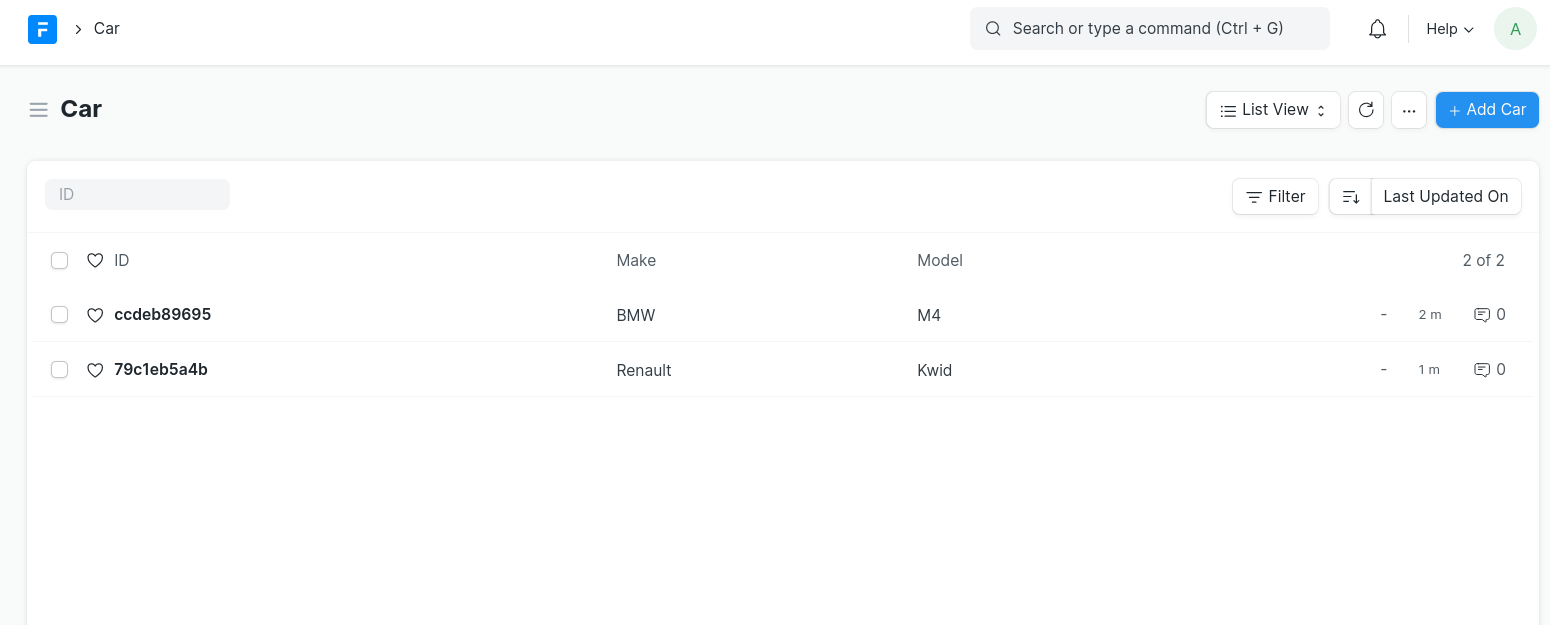 Car
Search or type a command (Ctrl + G)
Help
A
Car
List View
...
+ Add Car
ID
Filter
Last Updated On
ID Make Model 2 of 2
ccdeb89695 BMW M4 - 2 m 0
79c1eb5a4b Renault Kwid - 1 m 0